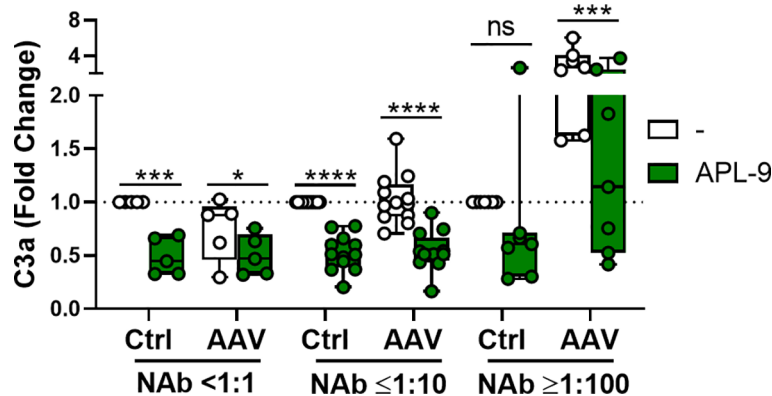 C3a (Fold Change)
8
4
2.0
1.5
1.0
0.5
0.0
***
*
****
****
ns
***
-
APL-9
Ctrl AAV Ctrl AAV Ctrl AAV
NAb <1:1 NAb ≤1:10 NAb ≥1:100